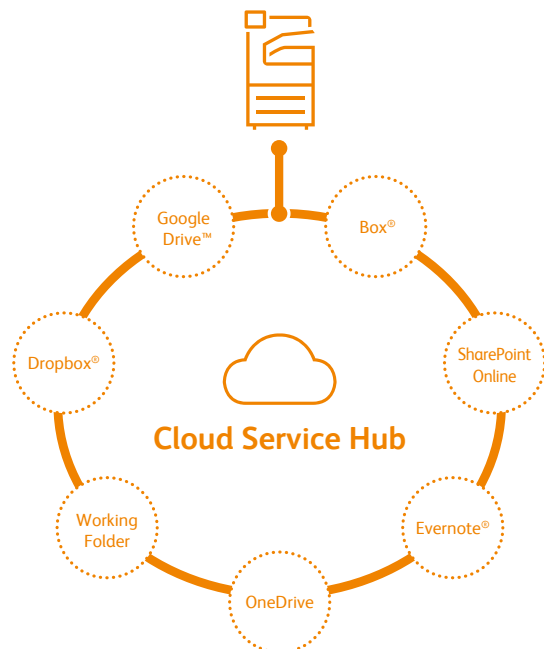 Google
Drive™
Box®
Dropbox®
SharePoint
Online
Cloud Service Hub
Working
Folder
Evernote®
OneDrive